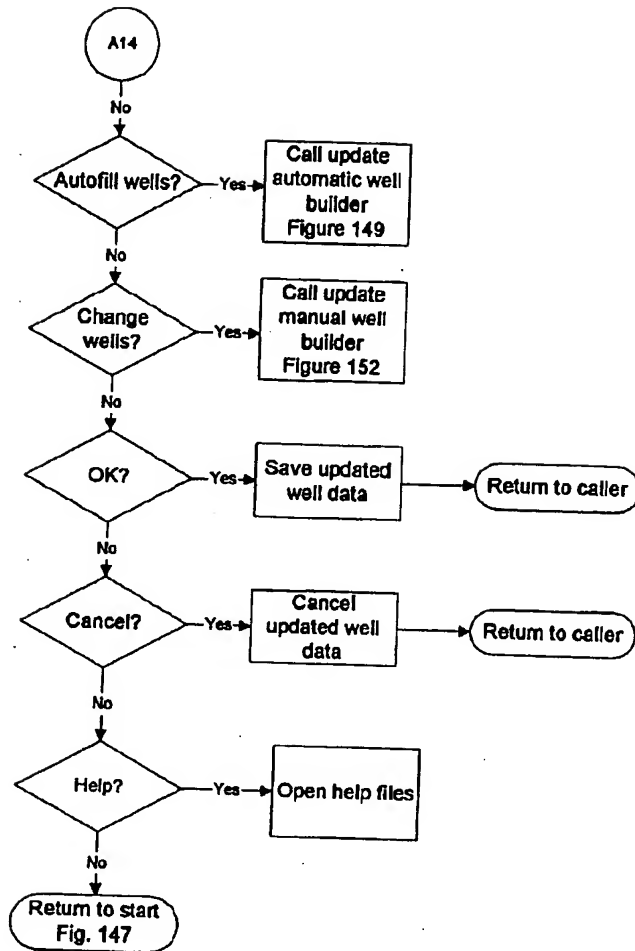 A14
No
Autofill wells?
Yes
Call update
automatic well
builder
Figure 149
No
Change
wells?
Yes
Call update
manual well
builder
Figure 152
No
OK?
Yes
Save updated
well data
Return to caller
No
Cancel?
Yes
Cancel
updated well
data
Return to caller
No
Help?
Yes
Open help files
No
Return to start
Fig. 147